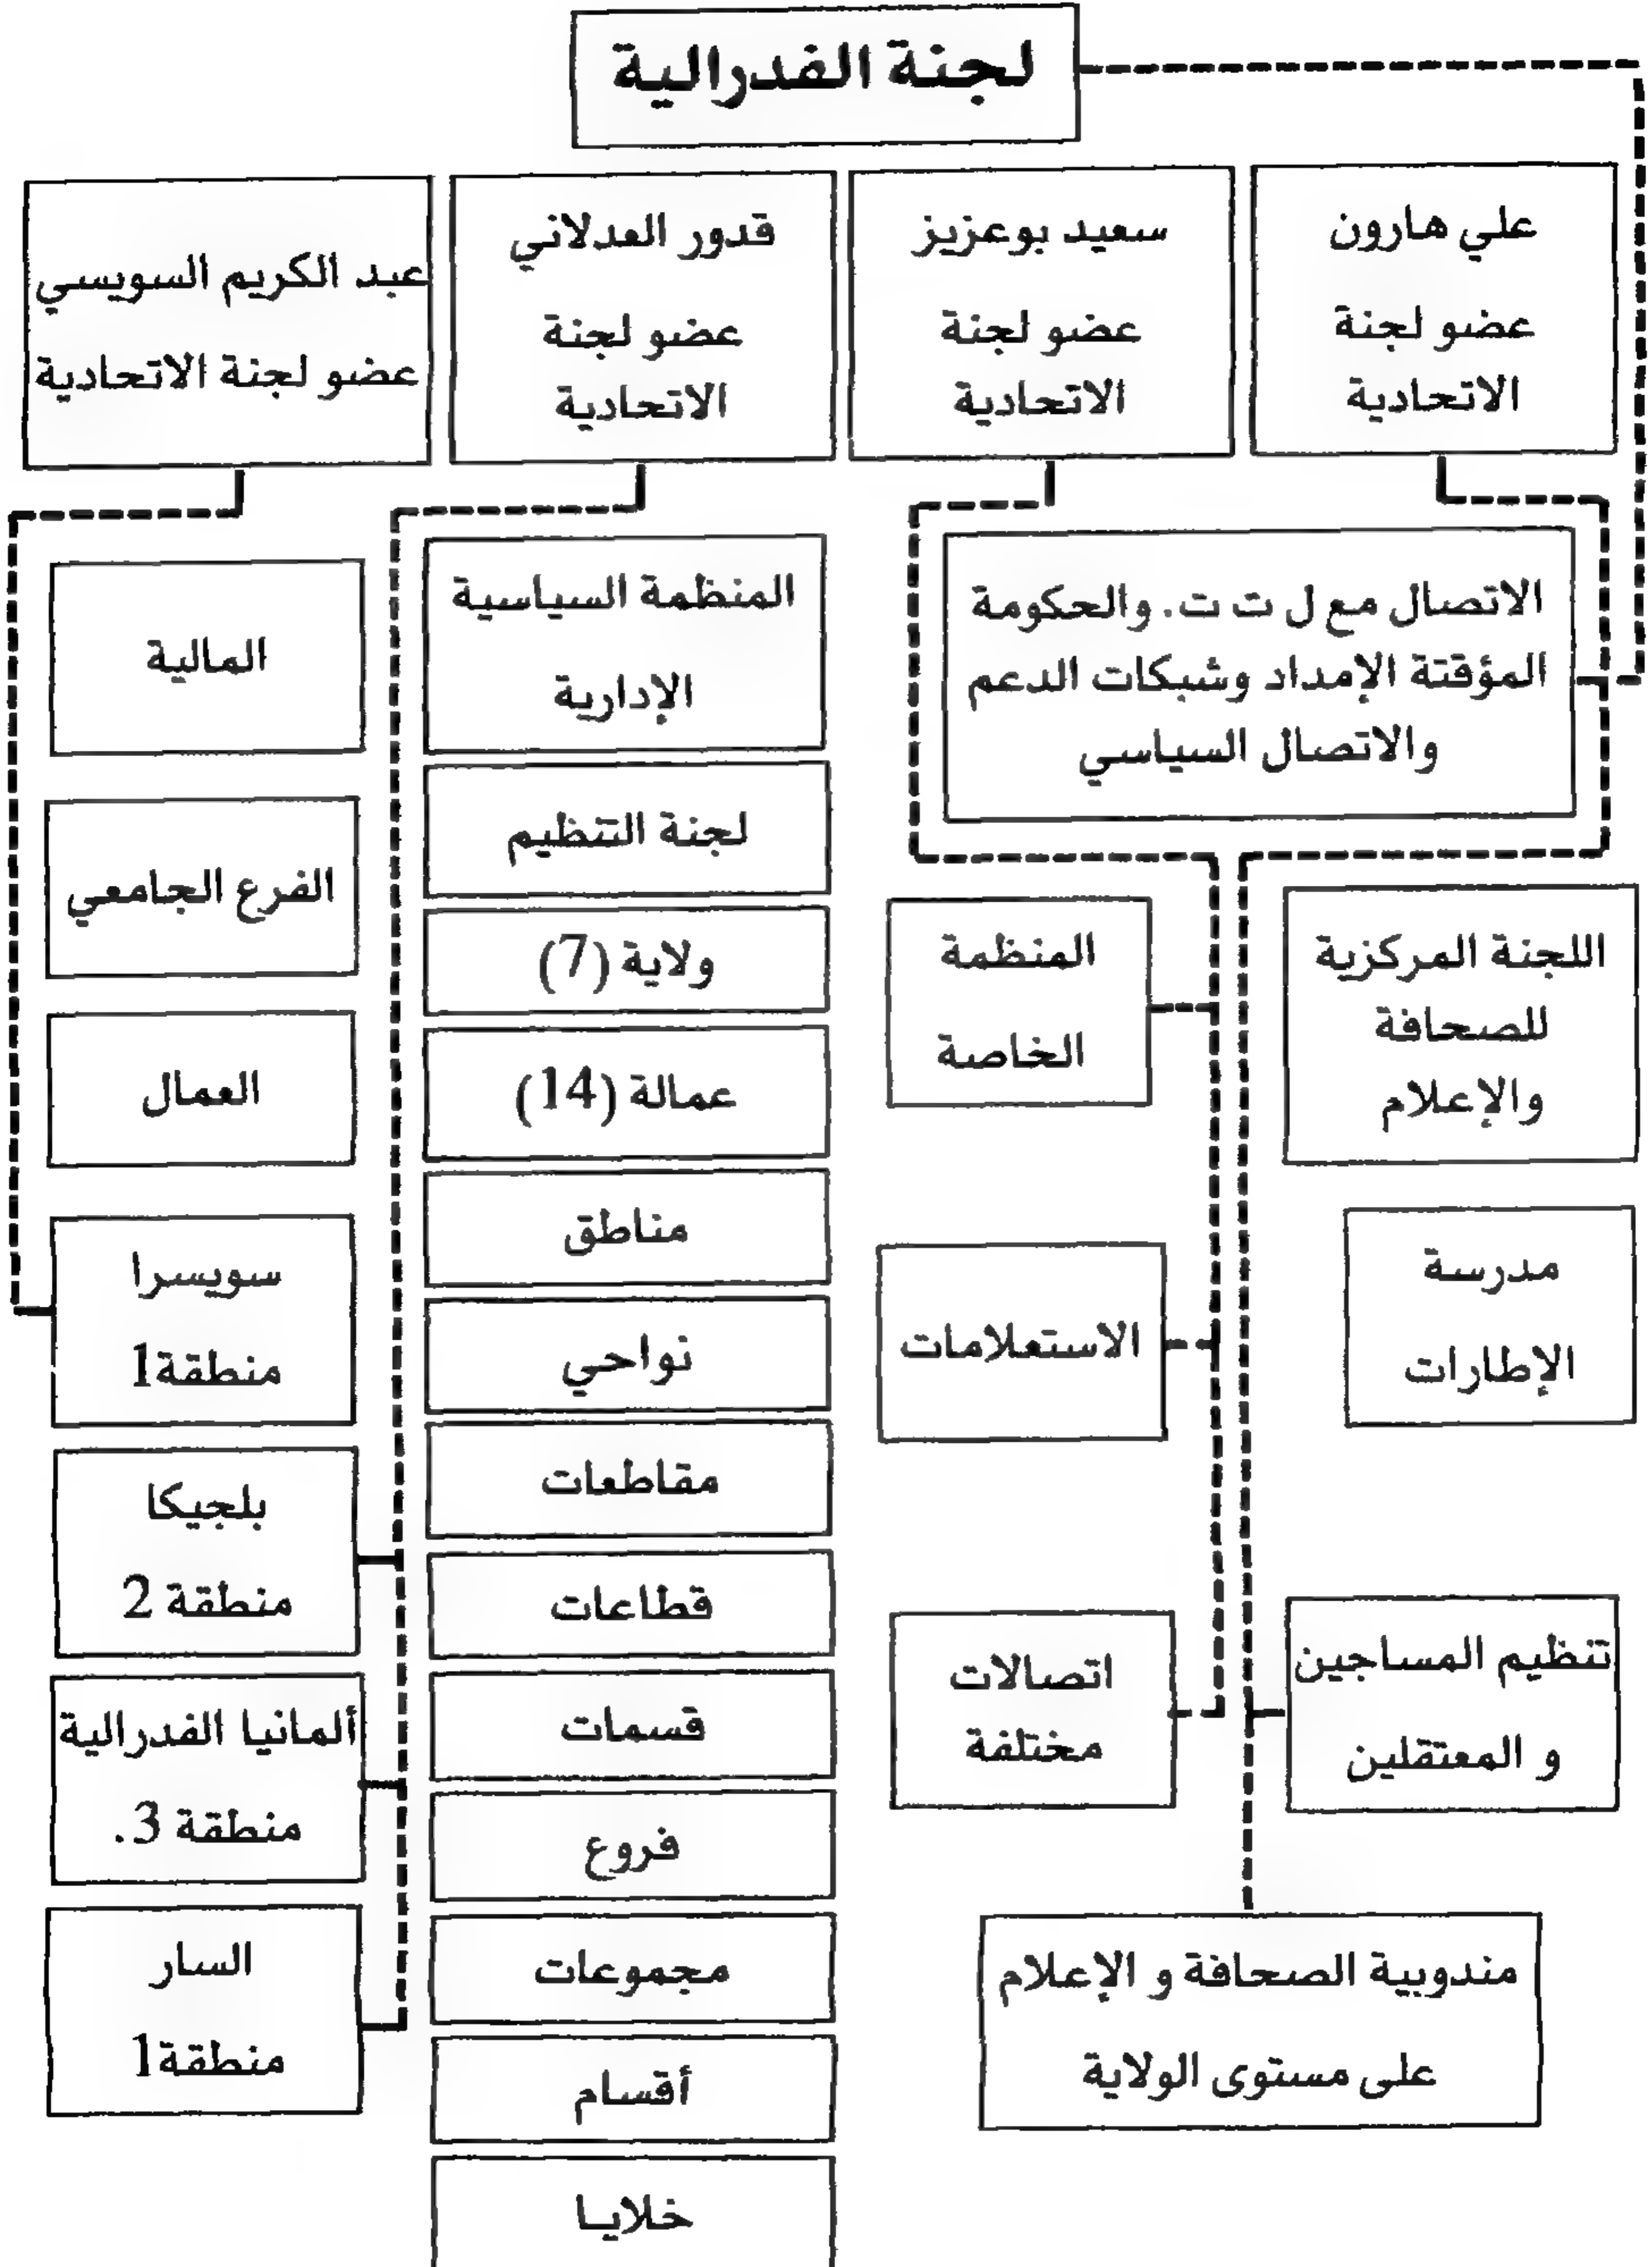 لجنة الفدرالية
علي هارون
عضو لجنة
الاتحادية
سعيد بوعزيز
عضو لجنة
الاتحادية
قدور العدلاني
عضو لجنة
الاتحادية
عبد الكريم السويسي
عضو لجنة الاتحادية
الاتصال مع ل ت ت. والحكومة
المؤقتة الإمداد وشبكات الدعم
والاتصال السياسي
اللجنة المركزية
للصحافة
والإعلام
مدرسة
الإطارات
تنظيم المساجين
و المعتقلين
مندوبية الصحافة و الإعلام
على مستوى الولاية
المنظمة
الخاصة
الاستعلامات
اتصالات
مختلفة
المنظمة السياسية
الإدارية
لجنة التنظيم
ولاية (7)
عمالة (14)
مناطق
نواحي
مقاطعات
قطاعات
قسمات
فروع
مجموعات
أقسام
خلايا
المالية
الفرع الجامعي
العمال
سويسرا
منطقة1
بلجيكا
منطقة 2
ألمانيا الفدرالية
منطقة 3.
السار
منطقة1